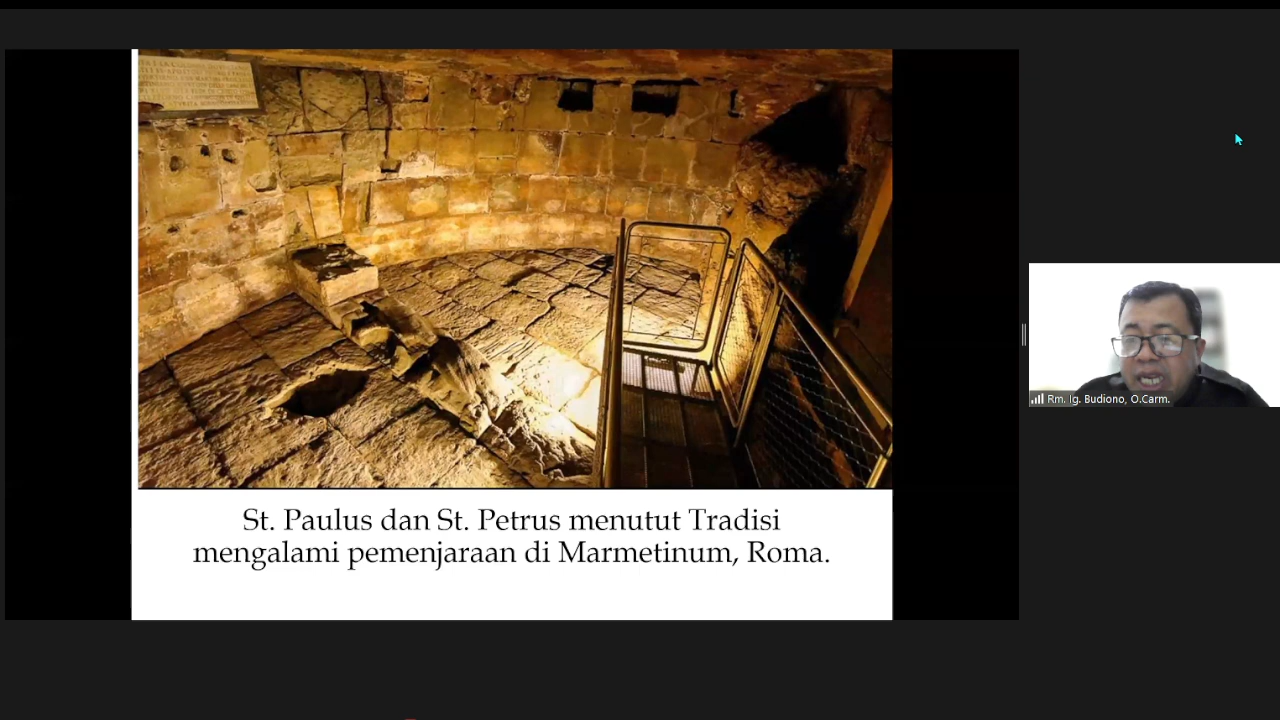 St. Paulus dan St. Petrus menutut Tradisi
mengalami pemenjaraan di Marmetinum, Roma.
Rm. Ig. Budiono, O.Carm.